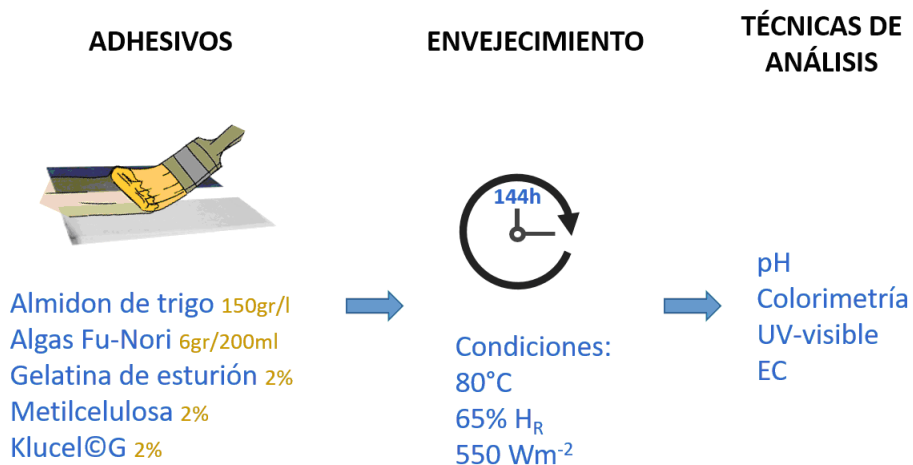 ADHESIVOS
Almidon de trigo 150gr/l
Algas Fu-Nori 6gr/200ml
Gelatina de esturión 2%
Metilcelulosa 2%
Klucel©G 2%
ENVEJECIMIENTO
144h
Condiciones:
80°C
65% H_R
550 Wm⁻²
TÉCNICAS DE
ANÁLISIS
pH
Colorimetría
UV-visible
EC